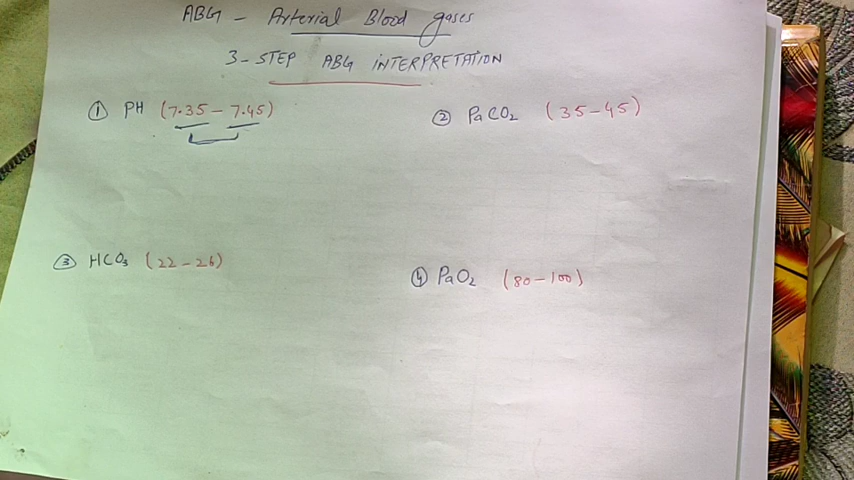 ABG - Arterial Blood gases
3-STEP ABG INTERPRETATION
① PH (7.35 - 7.45)
② PaCO₂ (35-45)
③ HCO₃ (22-26)
④ PaO₂ (80-100)